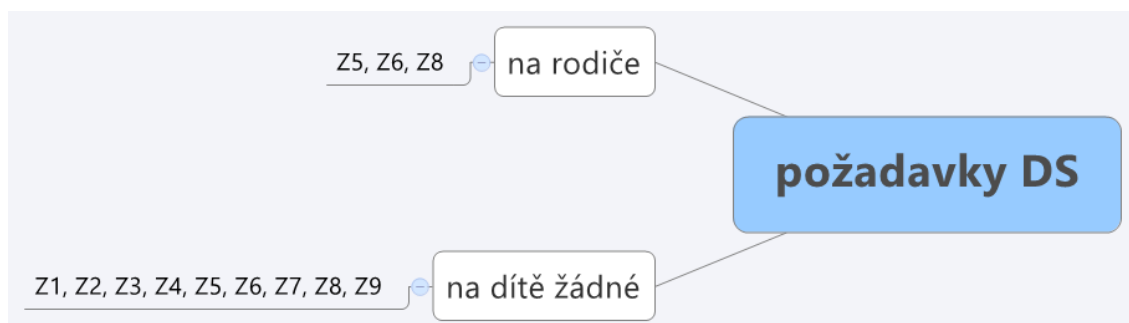 Z5, Z6, Z8
na rodiče
požadavky DS
Z1, Z2, Z3, Z4, Z5, Z6, Z7, Z8, Z9
na dítě žádné